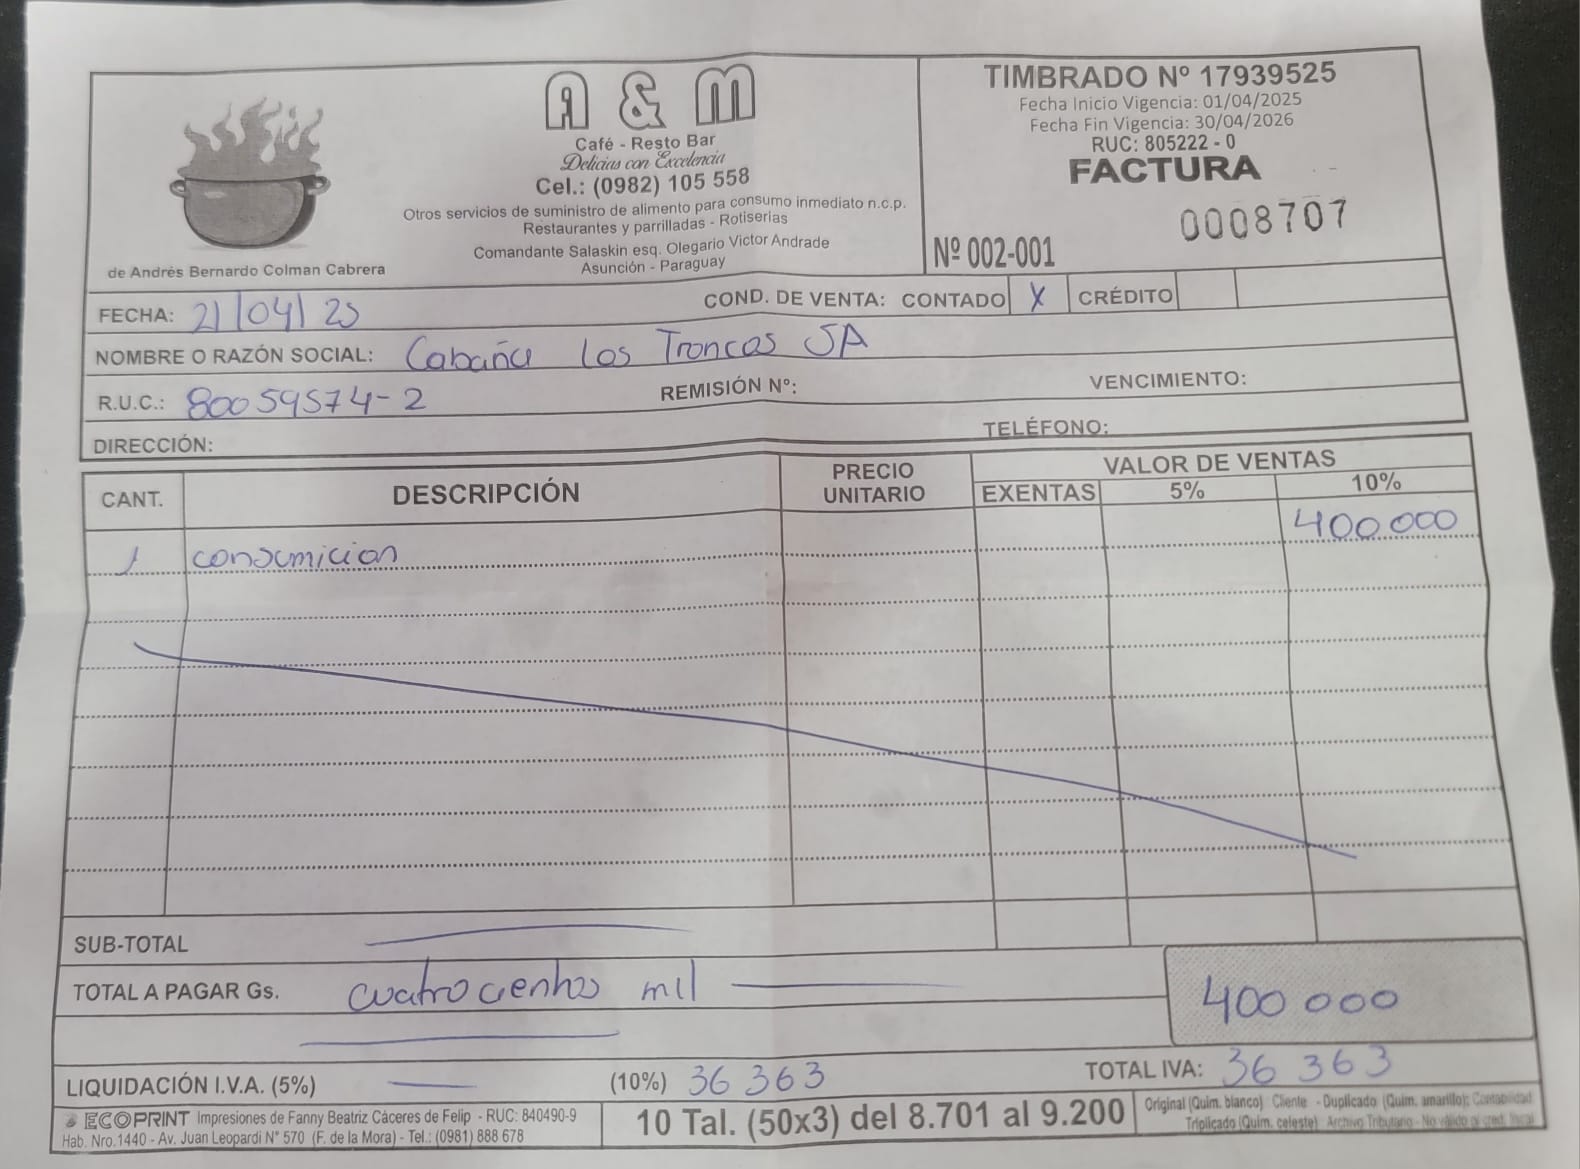 A & M
Café - Resto Bar
Delicias con Excelencia
Cel.: (0982) 105 558
Otros servicios de suministro de alimento para consumo inmediato n.c.p.
Restaurantes y parrilladas - Rotiserias
Comandante Salaskin esq. Olegario Victor Andrade
Asunción - Paraguay
de Andrés Bernardo Colman Cabrera
TIMBRADO Nº 17939525
Fecha Inicio Vigencia: 01/04/2025
Fecha Fin Vigencia: 30/04/2026
RUC: 805222 - 0
FACTURA
0008707
Nº 002-001
FECHA: 21/04/25 COND. DE VENTA: CONTADO X CRÉDITO
NOMBRE O RAZÓN SOCIAL: Cabaña Los Troncos SA
R.U.C.: 80059574-2 REMISIÓN Nº: VENCIMIENTO:
DIRECCIÓN: TELÉFONO:
CANT. DESCRIPCIÓN PRECIO UNITARIO VALOR DE VENTAS
EXENTAS 5% 10%
1 consumicion 400 000
SUB-TOTAL
TOTAL A PAGAR Gs. cuatrocientos mil 400 000
LIQUIDACIÓN I.V.A. (5%) (10%) 36 363 TOTAL IVA: 36 363
ECOPRINT Impresiones de Fanny Beatriz Cáceres de Felip - RUC: 840490-9
Hab. Nro.1440 - Av. Juan Leopardi N° 570 (F. de la Mora) - Tel.: (0981) 888 678
10 Tal. (50x3) del 8.701 al 9.200
Original (Quim. blanco): Cliente - Duplicado (Quim. amarillo): Contabilidad
Triplicado (Quim. celeste): Archivo Tributario - No válido p/ cred. fiscal